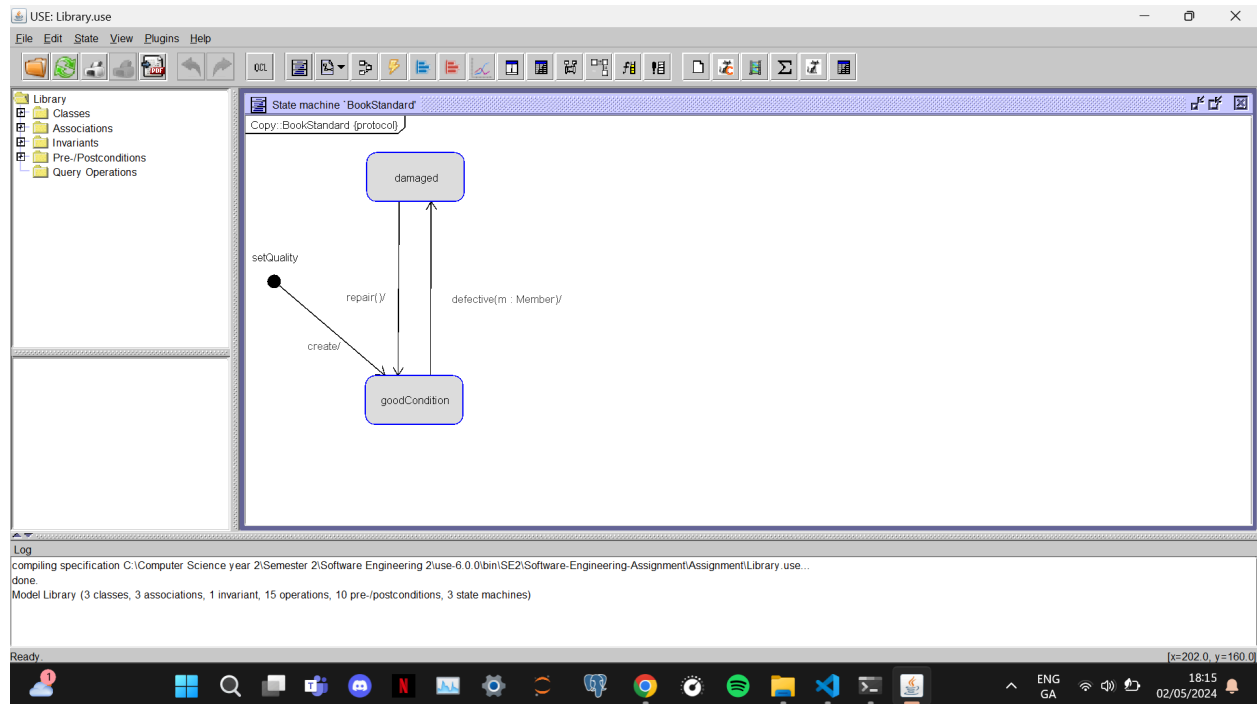 USE: Library.use
File Edit State View Plugins Help
OCL
PDF
Library
Classes
Associations
Invariants
Pre-/Postconditions
Query Operations
State machine `BookStandard'
Copy::BookStandard {protocol}
damaged
setQuality
repair()/
defective(m : Member)/
create/
goodCondition
Log
compiling specification C:\Computer Science year 2\Semester 2\Software Engineering 2\use-6.0.0\bin\SE2\Software-Engineering-Assignment\Assignment\Library.use...
done.
Model Library (3 classes, 3 associations, 1 invariant, 15 operations, 10 pre-/postconditions, 3 state machines)
Ready.
[x=202.0, y=160.0]
1
ENG
GA
18:15
02/05/2024